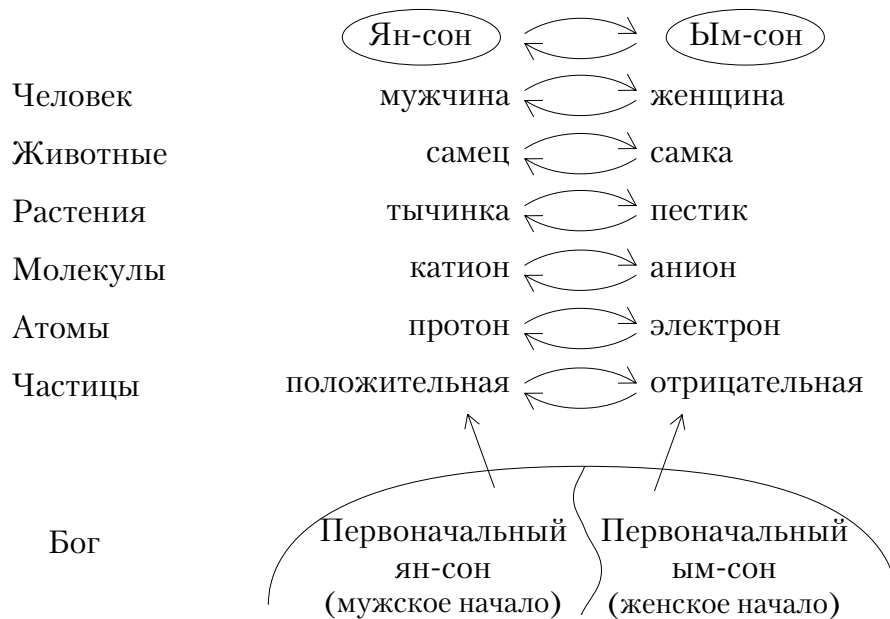 Ян-сон Ым-сон
Человек мужчина женщина
Животные самец самка
Растения тычинка пестик
Молекулы катион анион
Атомы протон электрон
Частицы положительная отрицательная
Бог
Первоначальный Первоначальный
ян-сон ым-сон
(мужское начало) (женское начало)